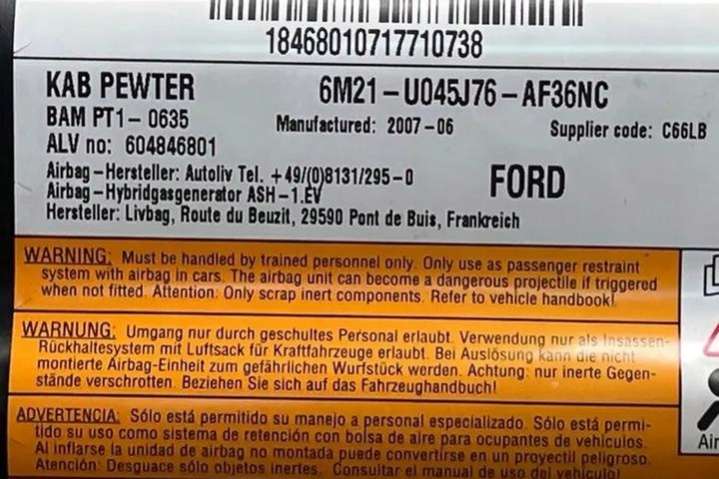 18468010717710738
KAB PEWTER 6M21-U045J76-AF36NC
BAM PT1-0635 Manufactured: 2007-06 Supplier code: C66LB
ALV no: 604846801
Airbag-Hersteller: Autoliv Tel. +49/(0)8131/295-0 FORD
Airbag-Hybridgasgenerator ASH-1.EV
Hersteller: Livbag, Route du Beuzit, 29590 Pont de Buis, Frankreich
WARNING: Must be handled by trained personnel only. Only use as passenger restraint
system with airbag in cars. The airbag unit can become a dangerous projectile if triggered
when not fitted. Attention: Only scrap inert components. Refer to vehicle handbook!
WARNUNG: Umgang nur durch geschultes Personal erlaubt. Verwendung nur als Insassen-
Rückhaltesystem mit Luftsack für Kraftfahrzeuge erlaubt. Bei Auslösung kann die nicht
montierte Airbag-Einheit zum gefährlichen Wurfstück werden. Achtung: nur inerte Gegen-
stände verschrotten. Beziehen Sie sich auf das Fahrzeughandbuch!
ADVERTENCIA: Sólo está permitido su manejo a personal especializado. Sólo está permi-
tido su uso como sistema de retención con bolsa de aire para ocupantes de vehículos.
Al inflarse la unidad de airbag no montada puede convertirse en un proyectil peligroso.
Atención: Desguace sólo objetos inertes. Consultar el manual de uso del vehículo!
Air